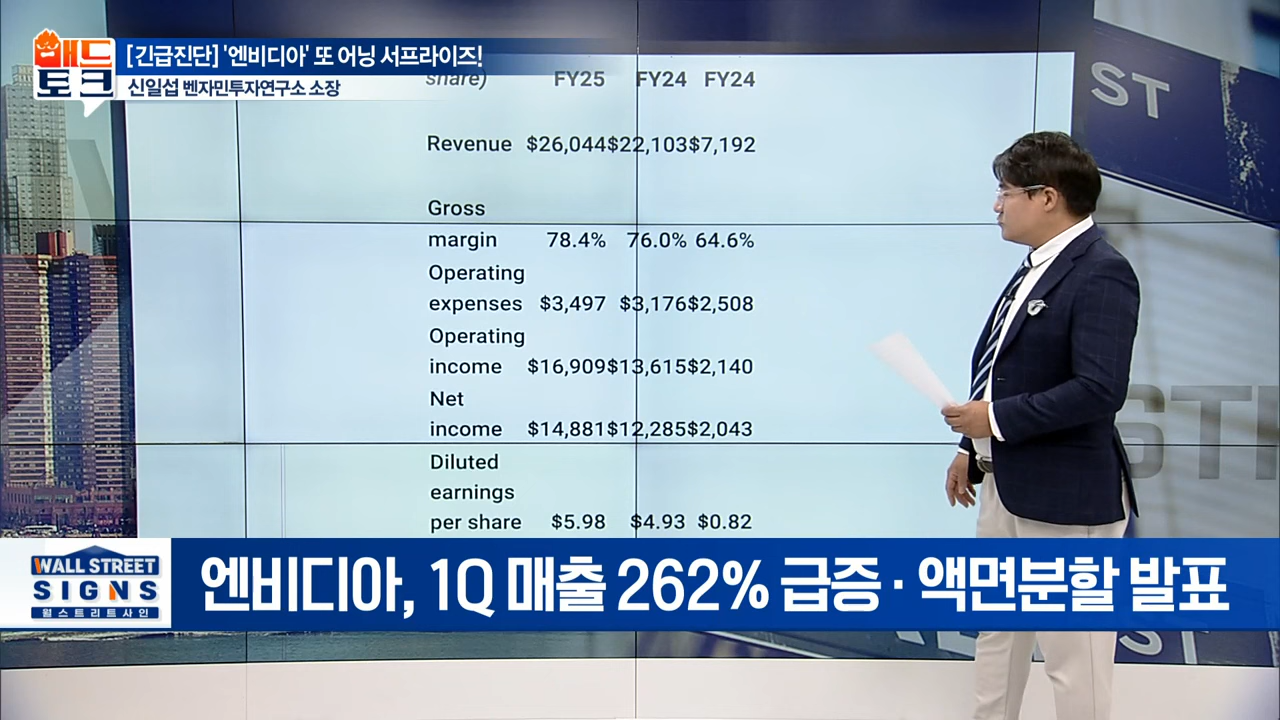 매드
토크
[긴급진단] '엔비디아' 또 어닝 서프라이즈!
신일섭 벤자민투자연구소 소장
share) FY25 FY24 FY24
Revenue $26,044 $22,103 $7,192
Gross
margin 78.4% 76.0% 64.6%
Operating
expenses $3,497 $3,176 $2,508
Operating
income $16,909 $13,615 $2,140
Net
income $14,881 $12,285 $2,043
Diluted
earnings
per share $5.98 $4.93 $0.82
ST
WALL STREET
SIGNS
월스트리트사인
엔비디아, 1Q 매출 262% 급증·액면분할 발표